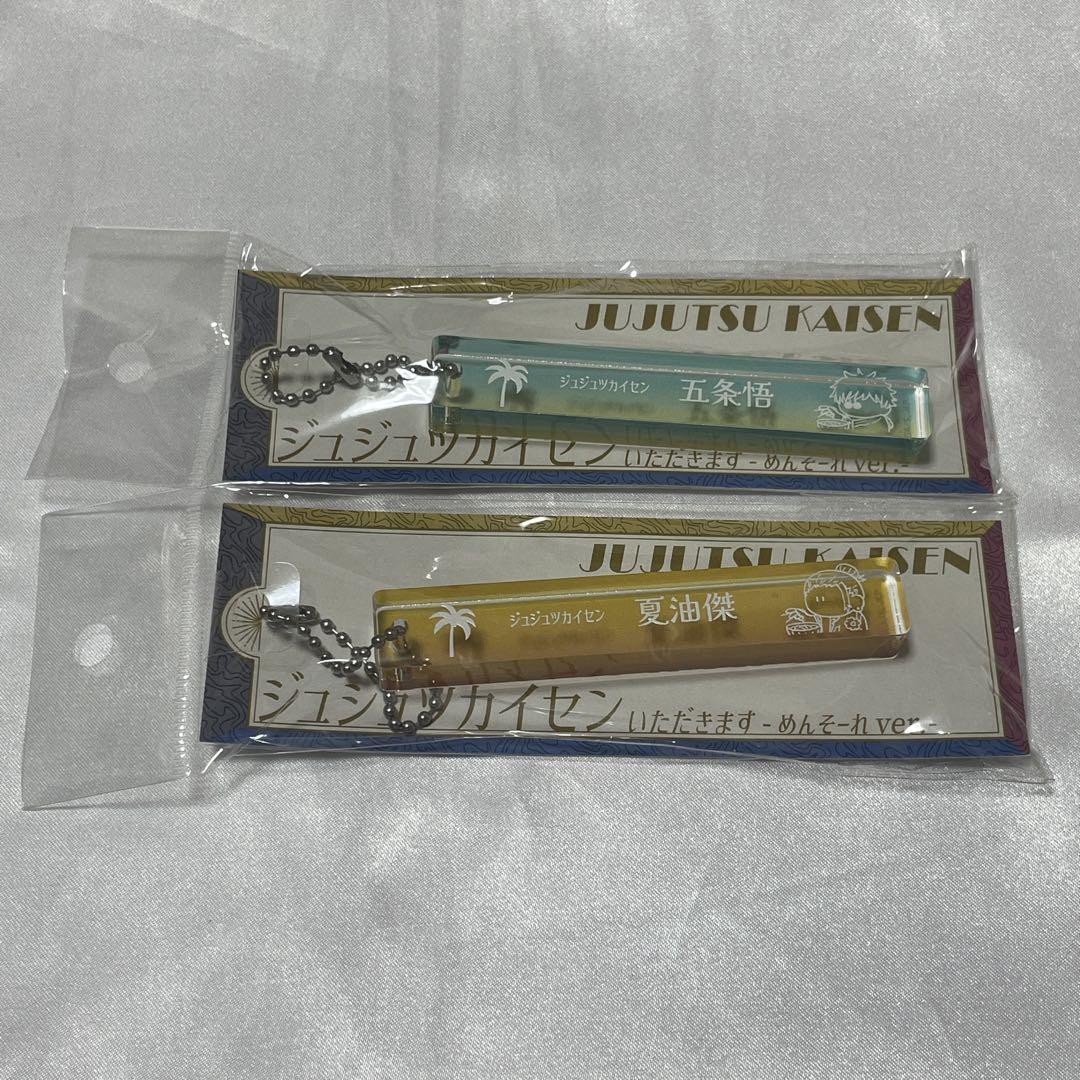 JUJUTSU KAISEN
ジュジュツカイセン 五条悟
ジュジュツカイセン いただきます - めんそーれ ver. -
JUJUTSU KAISEN
ジュジュツカイセン 夏油傑
ジュジュツカイセン いただきます - めんそーれ ver. -